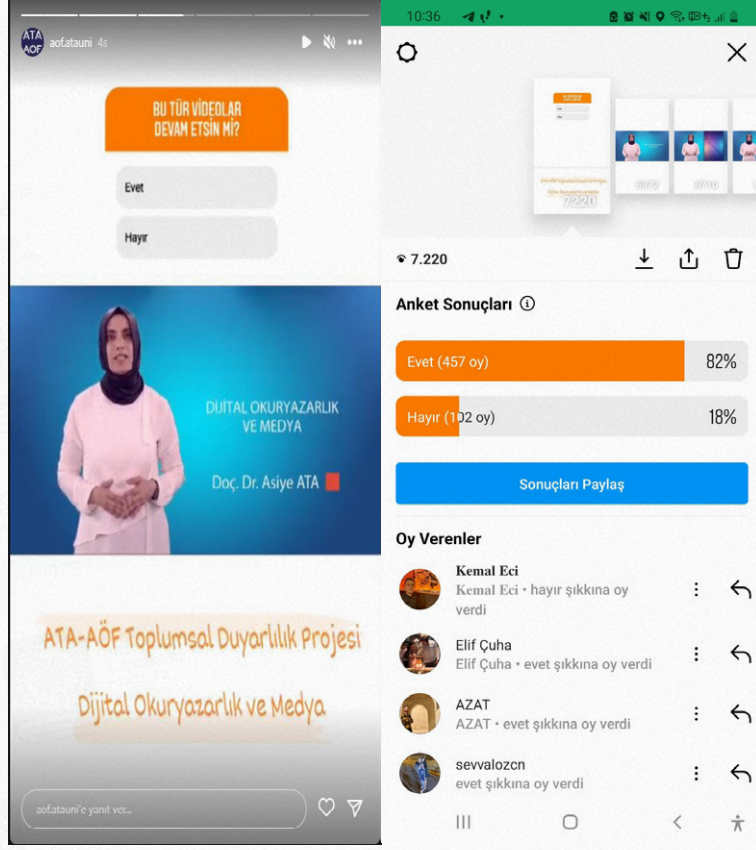 ATA
AOF
aof.atauni 4s
BU TÜR VİDEOLAR
DEVAM ETSİN Mİ?
Evet
Hayır
DİJİTAL OKURYAZARLIK
VE MEDYA
Doç. Dr. Asiye ATA
ATA-AÖF Toplumsal Duyarlılık Projesi
Dijital Okuryazarlık ve Medya
aof.atauni'e yanıt ver...
10:36
7220
6972
6710
7.220
Anket Sonuçları
Evet (457 oy)
82%
Hayır (102 oy)
18%
Sonuçları Paylaş
Oy Verenler
Kemal Eci
Kemal Eci • hayır şıkkına oy
verdi
Elif Çuha
Elif Çuha • evet şıkkına oy verdi
AZAT
AZAT • evet şıkkına oy verdi
sevvalozcn
evet şıkkına oy verdi